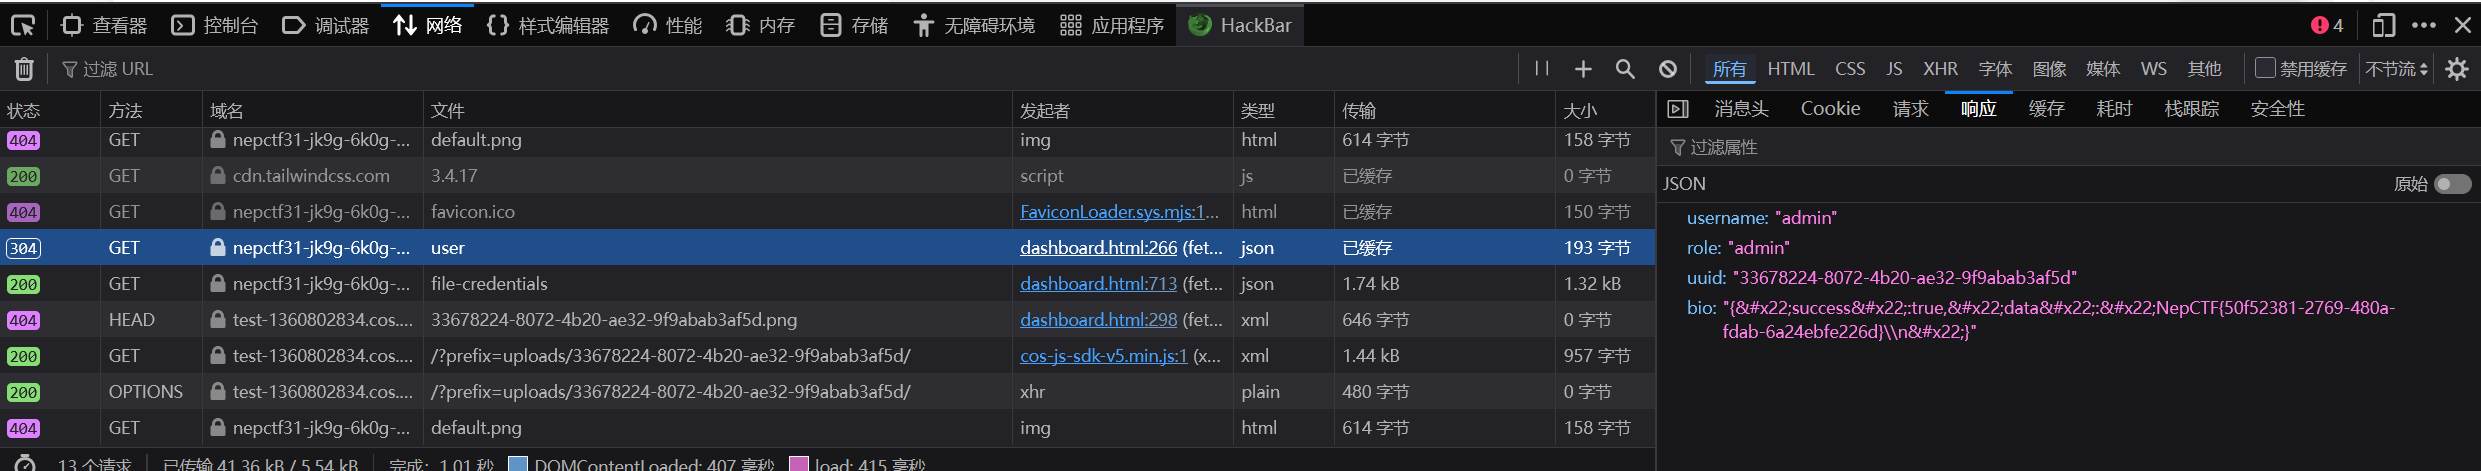 查看器 控制台 调试器 网络 样式编辑器 性能 内存 存储 无障碍环境 应用程序 HackBar 4
过滤 URL 所有 HTML CSS JS XHR 字体 图像 媒体 WS 其他 禁用缓存 不节流
状态 方法 域名 文件 发起者 类型 传输 大小
404 GET nepctf31-jk9g-6k0g-... default.png img html 614 字节 158 字节
200 GET cdn.tailwindcss.com 3.4.17 script js 已缓存 0 字节
404 GET nepctf31-jk9g-6k0g-... favicon.ico FaviconLoader.sys.mjs:1... html 已缓存 150 字节
304 GET nepctf31-jk9g-6k0g-... user dashboard.html:266 (fet... json 已缓存 193 字节
200 GET nepctf31-jk9g-6k0g-... file-credentials dashboard.html:713 (fet... json 1.74 kB 1.32 kB
404 HEAD test-1360802834.cos.... 33678224-8072-4b20-ae32-9f9abab3af5d.png dashboard.html:298 (fet... xml 646 字节 0 字节
200 GET test-1360802834.cos.... /?prefix=uploads/33678224-8072-4b20-ae32-9f9abab3af5d/ cos-js-sdk-v5.min.js:1 (x... xml 1.44 kB 957 字节
200 OPTIONS test-1360802834.cos.... /?prefix=uploads/33678224-8072-4b20-ae32-9f9abab3af5d/ xhr plain 480 字节 0 字节
404 GET nepctf31-jk9g-6k0g-... default.png img html 614 字节 158 字节
13 个请求 已传输 41.36 kB / 5.54 kB 完成：1.01 秒 DOMContentLoaded: 407 毫秒 load: 415 毫秒
消息头 Cookie 请求 响应 缓存 耗时 栈跟踪 安全性
过滤属性
JSON 原始
username: "admin"
role: "admin"
uuid: "33678224-8072-4b20-ae32-9f9abab3af5d"
bio: "{&#x22;success&#x22;:true,&#x22;data&#x22;:&#x22;NepCTF{50f52381-2769-480a-
fdab-6a24ebfe226d}\\n&#x22;}"